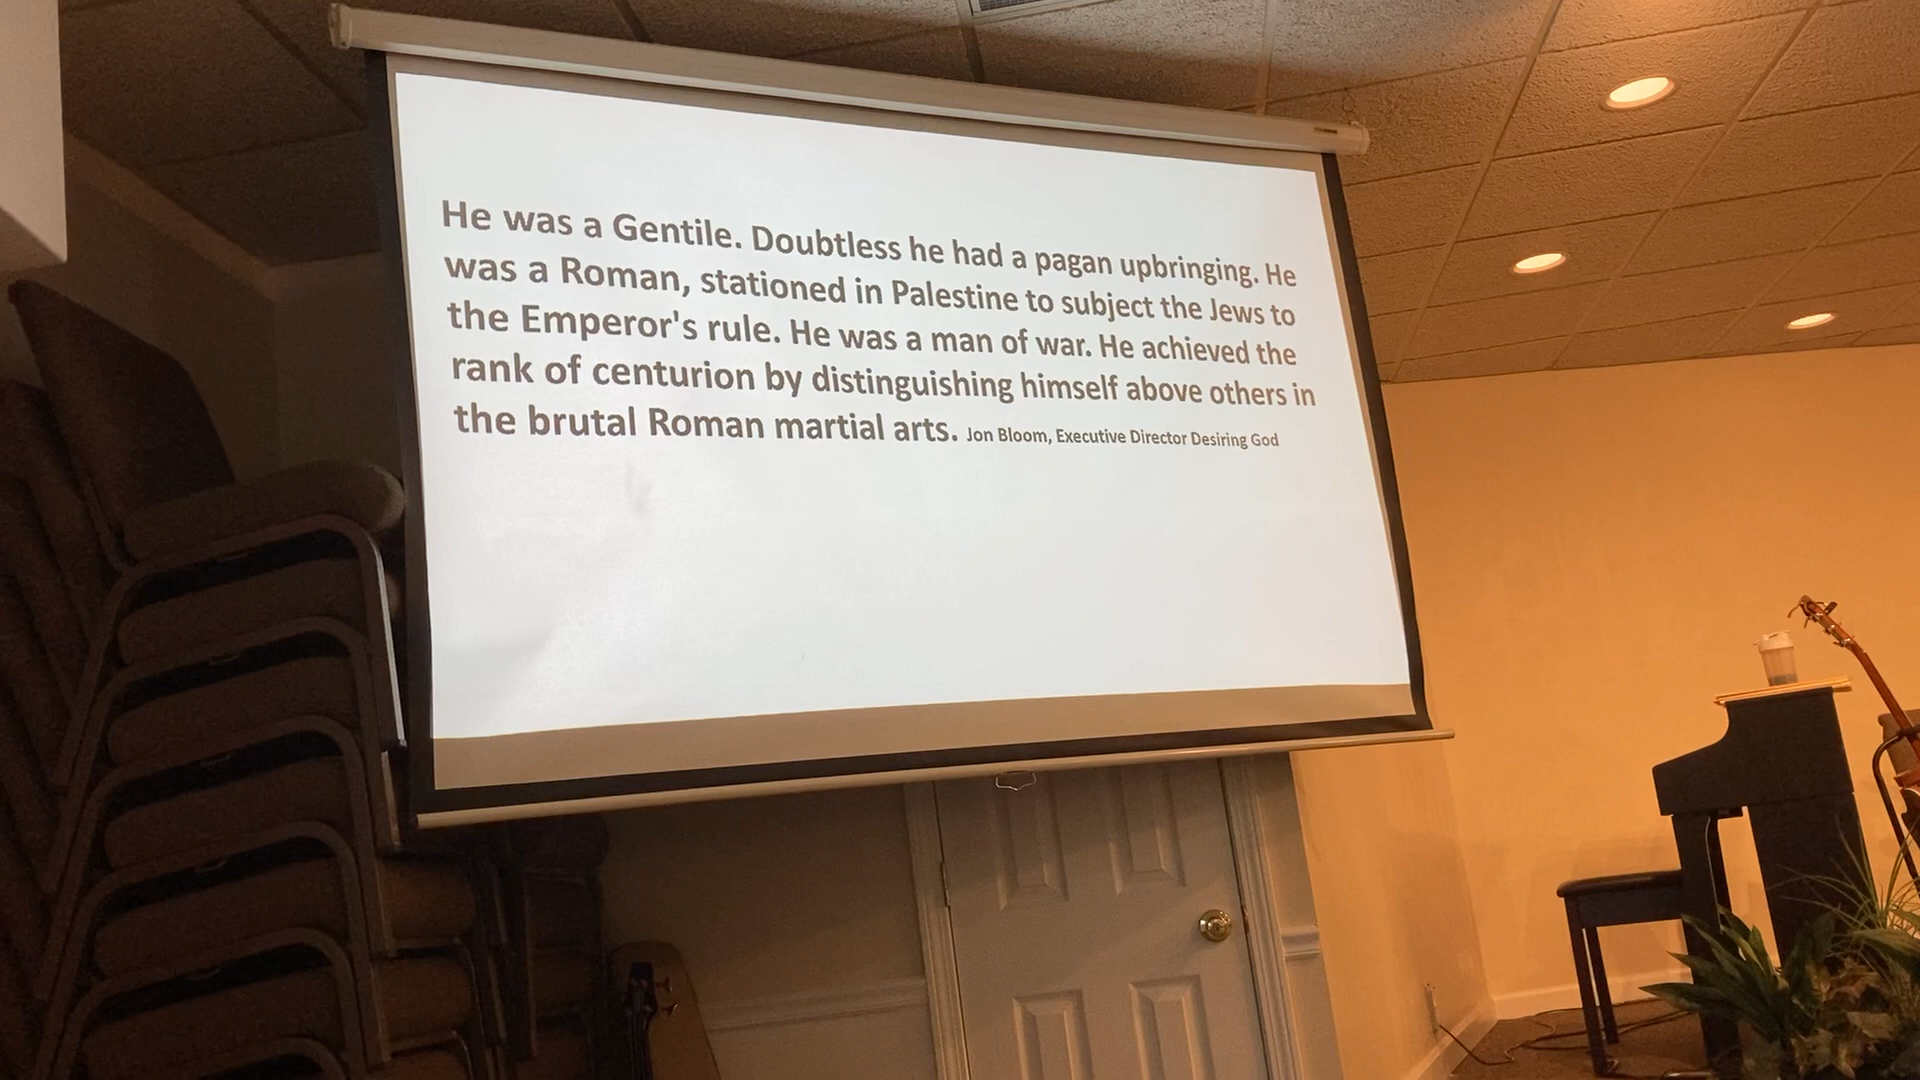 He was a Gentile. Doubtless he had a pagan upbringing. He
was a Roman, stationed in Palestine to subject the Jews to
the Emperor's rule. He was a man of war. He achieved the
rank of centurion by distinguishing himself above others in
the brutal Roman martial arts. Jon Bloom, Executive Director Desiring God